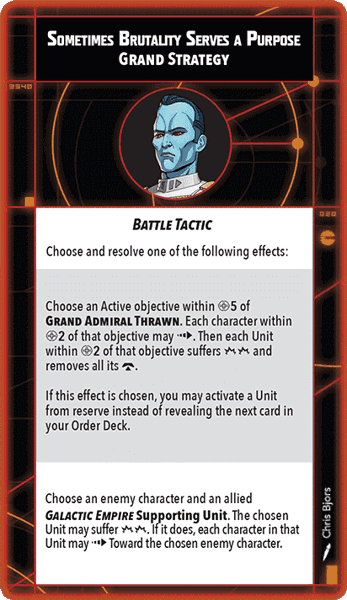 SOMETIMES BRUTALITY SERVES A PURPOSE
GRAND STRATEGY
3540
028
BATTLE TACTIC
Choose and resolve one of the following effects:
Choose an Active objective within 5 of
GRAND ADMIRAL THRAWN. Each character within
2 of that objective may . Then each Unit
within 2 of that objective suffers and
removes all its .
If this effect is chosen, you may activate a Unit
from reserve instead of revealing the next card in
your Order Deck.
Choose an enemy character and an allied
GALACTIC EMPIRE Supporting Unit. The chosen
Unit may suffer . If it does, each character in that
Unit may Toward the chosen enemy character.
Chris Bjors